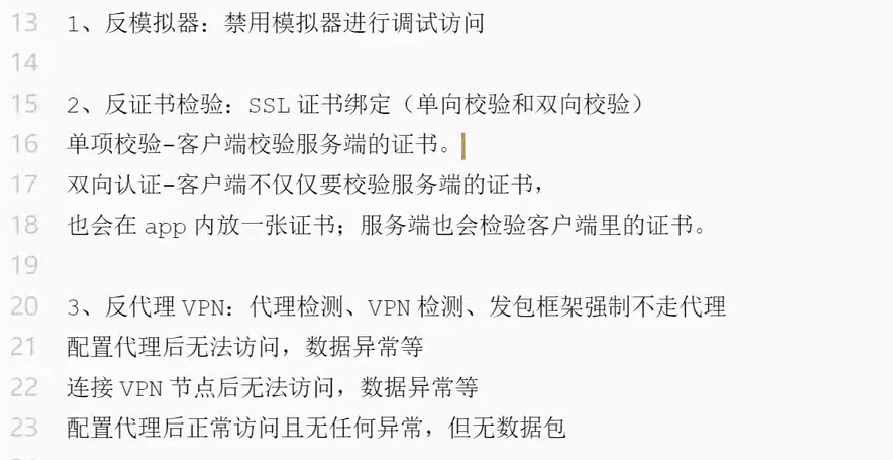 13 1、反模拟器：禁用模拟器进行调试访问
14
15 2、反证书检验：SSL 证书绑定（单向校验和双向校验）
16 单项校验-客户端校验服务端的证书。
17 双向认证-客户端不仅仅要校验服务端的证书，
18 也会在 app 内放一张证书；服务端也会检验客户端里的证书。
19
20 3、反代理 VPN：代理检测、VPN 检测、发包框架强制不走代理
21 配置代理后无法访问，数据异常等
22 连接 VPN 节点后无法访问，数据异常等
23 配置代理后正常访问且无任何异常，但无数据包